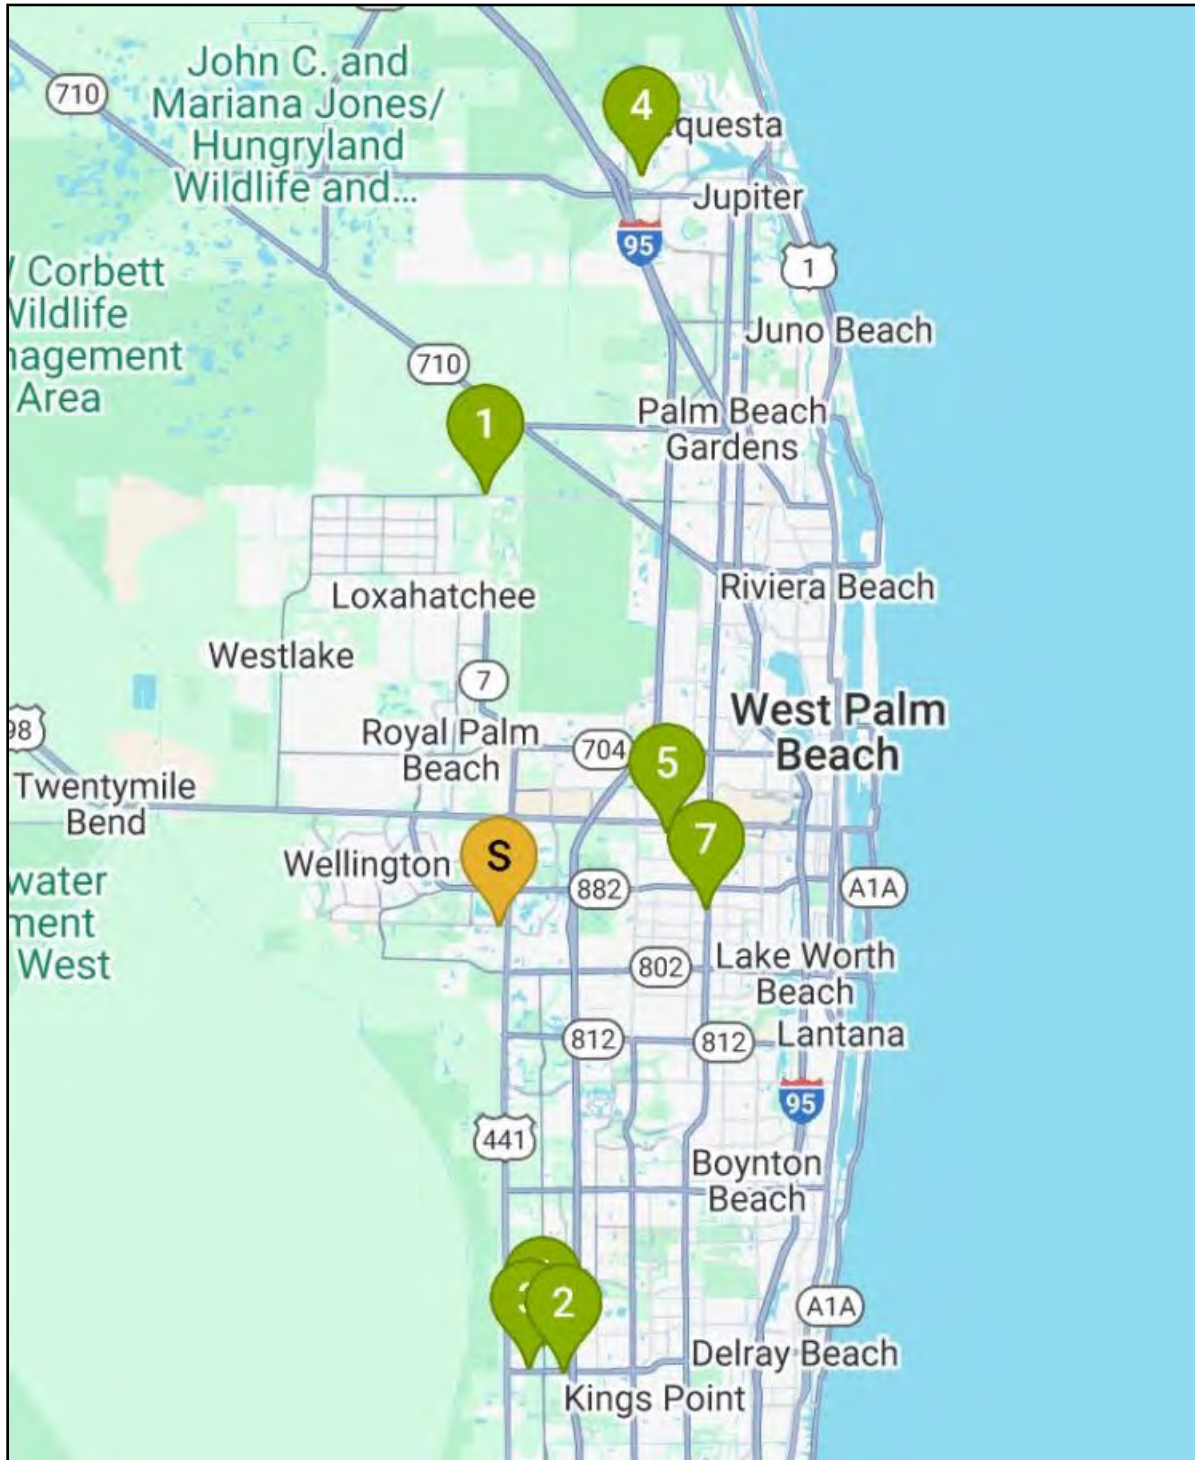 710
John C. and
Mariana Jones/
Hungryland
Wildlife and...
4
questa
Jupiter
95
1
Corbett
Wildlife
nagement
Area
Juno Beach
710
1
Palm Beach
Gardens
Loxahatchee
Riviera Beach
Westlake
7
98
Royal Palm
Beach
704
West Palm
Beach
5
Twentymile
Bend
7
S
Wellington
882
A1A
water
ment
West
802
Lake Worth
Beach
812
812
Lantana
95
441
Boynton
Beach
3
2
A1A
Delray Beach
Kings Point